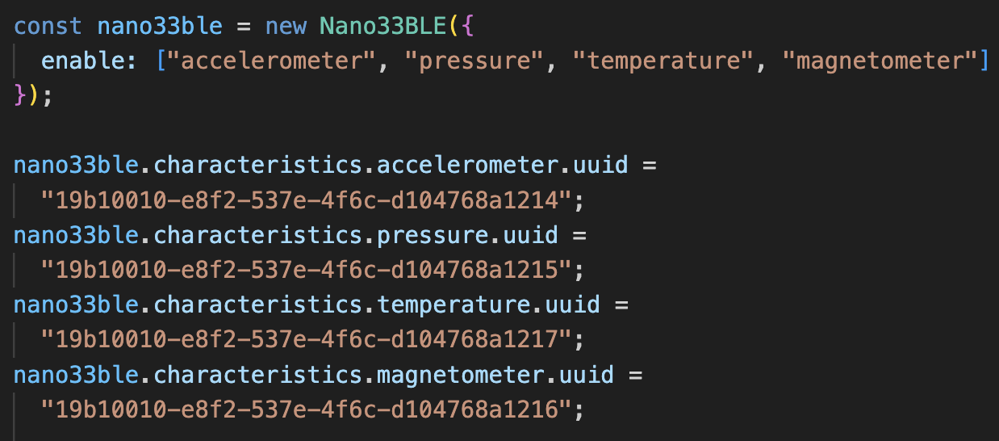 const nano33ble = new Nano33BLE({
  enable: ["accelerometer", "pressure", "temperature", "magnetometer"]
});
nano33ble.characteristics.accelerometer.uuid =
  "19b10010-e8f2-537e-4f6c-d104768a1214";
nano33ble.characteristics.pressure.uuid =
  "19b10010-e8f2-537e-4f6c-d104768a1215";
nano33ble.characteristics.temperature.uuid =
  "19b10010-e8f2-537e-4f6c-d104768a1217";
nano33ble.characteristics.magnetometer.uuid =
  "19b10010-e8f2-537e-4f6c-d104768a1216";